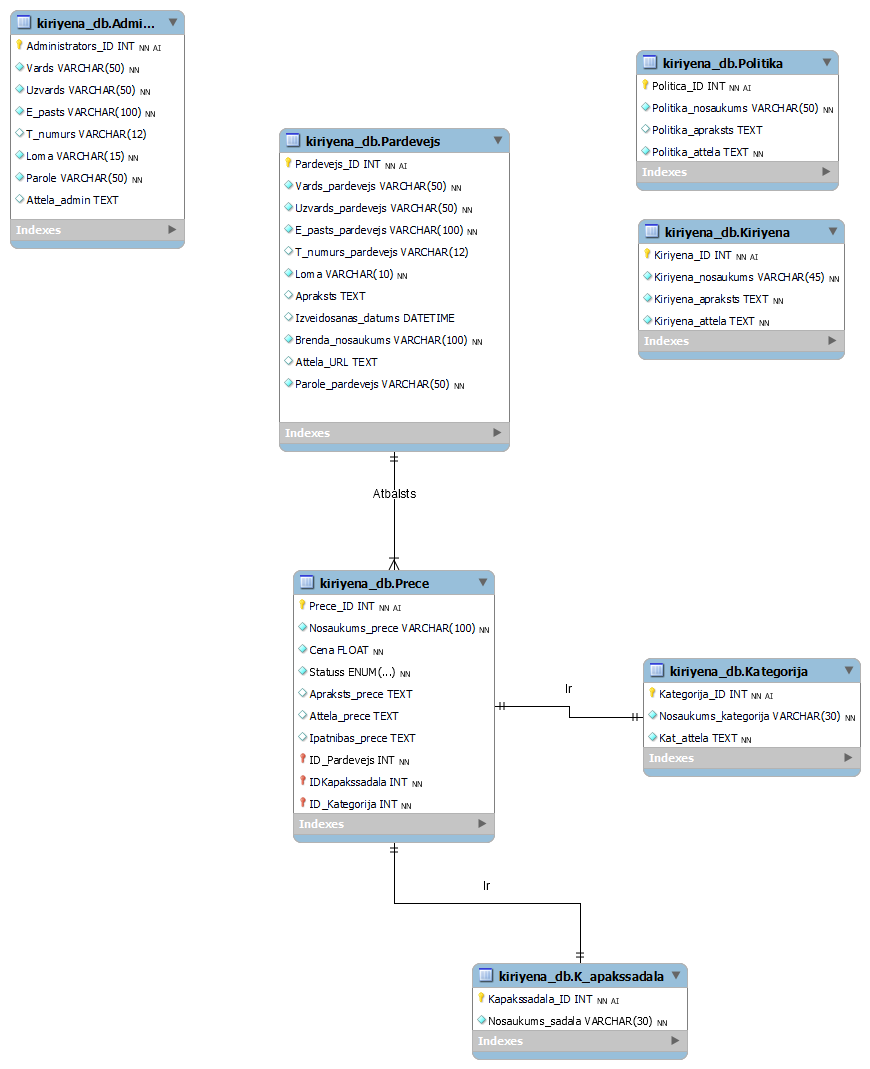 kiriyena_db.Admi...
Administrators_ID INT NN AI
Vards VARCHAR(50) NN
Uzvards VARCHAR(50) NN
E_pasts VARCHAR(100) NN
T_numurs VARCHAR(12)
Loma VARCHAR(15) NN
Parole VARCHAR(50) NN
Attela_admin TEXT
Indexes
kiriyena_db.Pardevejs
Pardevejs_ID INT NN AI
Vards_pardevejs VARCHAR(50) NN
Uzvards_pardevejs VARCHAR(50) NN
E_pasts_pardevejs VARCHAR(100) NN
T_numurs_pardevejs VARCHAR(12)
Loma VARCHAR(10) NN
Apraksts TEXT
Izveidosanas_datums DATETIME
Brenda_nosaukums VARCHAR(100) NN
Attela_URL TEXT
Parole_pardevejs VARCHAR(50) NN
Indexes
kiriyena_db.Politika
Politica_ID INT NN AI
Politika_nosaukums VARCHAR(50) NN
Politika_apraksts TEXT
Politika_attela TEXT NN
Indexes
kiriyena_db.Kiriyena
Kiriyena_ID INT NN AI
Kiriyena_nosaukums VARCHAR(45) NN
Kiriyena_apraksts TEXT NN
Kiriyena_attela TEXT NN
Indexes
Atbalsts
kiriyena_db.Prece
Prece_ID INT NN AI
Nosaukums_prece VARCHAR(100) NN
Cena FLOAT NN
Statuss ENUM(...) NN
Apraksts_prece TEXT
Attela_prece TEXT
Ipatnibas_prece TEXT
ID_Pardevejs INT NN
IDKapakssadala INT NN
ID_Kategorija INT NN
Indexes
Ir
kiriyena_db.Kategorija
Kategorija_ID INT NN AI
Nosaukums_kategorija VARCHAR(30) NN
Kat_attela TEXT NN
Indexes
Ir
kiriyena_db.K_apakssadala
Kapakssadala_ID INT NN AI
Nosaukums_sadala VARCHAR(30) NN
Indexes